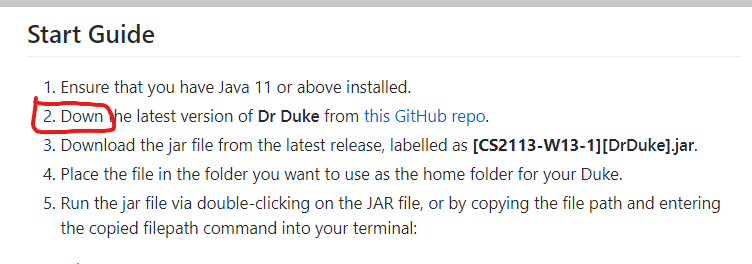 Start Guide
1. Ensure that you have Java 11 or above installed.
2. Down the latest version of Dr Duke from this GitHub repo.
3. Download the jar file from the latest release, labelled as [CS2113-W13-1][DrDuke].jar.
4. Place the file in the folder you want to use as the home folder for your Duke.
5. Run the jar file via double-clicking on the JAR file, or by copying the file path and entering
the copied filepath command into your terminal: